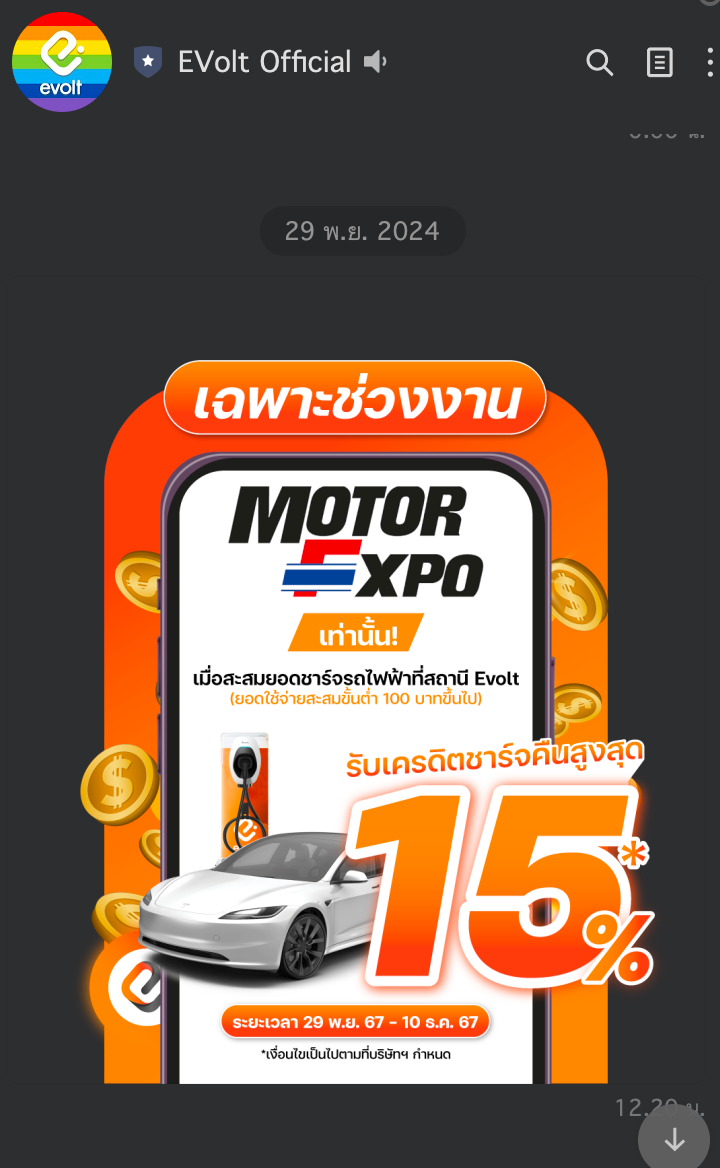 evolt
EVolt Official
29 พ.ย. 2024
เฉพาะช่วงงาน
MOTOR
EXPO
เท่านั้น!
เมื่อสะสมยอดชาร์จรถไฟฟ้าที่สถานี Evolt
(ยอดใช้จ่ายสะสมขั้นต่ำ 100 บาทขึ้นไป)
รับเครดิตชาร์จคืนสูงสุด
15%*
ระยะเวลา 29 พ.ย. 67 - 10 ธ.ค. 67
*เงื่อนไขเป็นไปตามที่บริษัทฯ กำหนด
12.20 น.